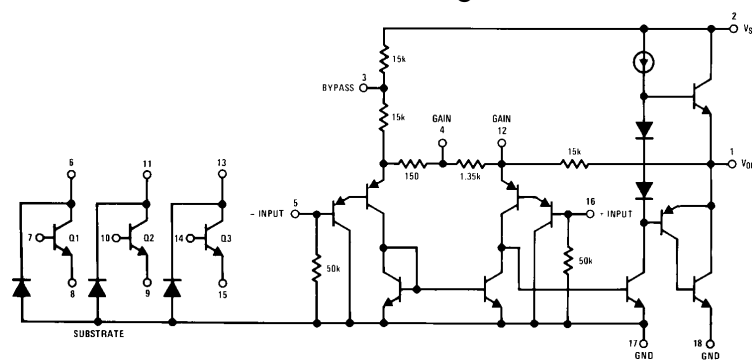 2
VS
15k
3
BYPASS
15k
GAIN
4
GAIN
12
15k
1
150
1.35k
6
11
13
5
- INPUT
16
+ INPUT
7
Q1
10
Q2
14
Q3
50k
50k
8
9
15
SUBSTRATE
17
GND
18
GND